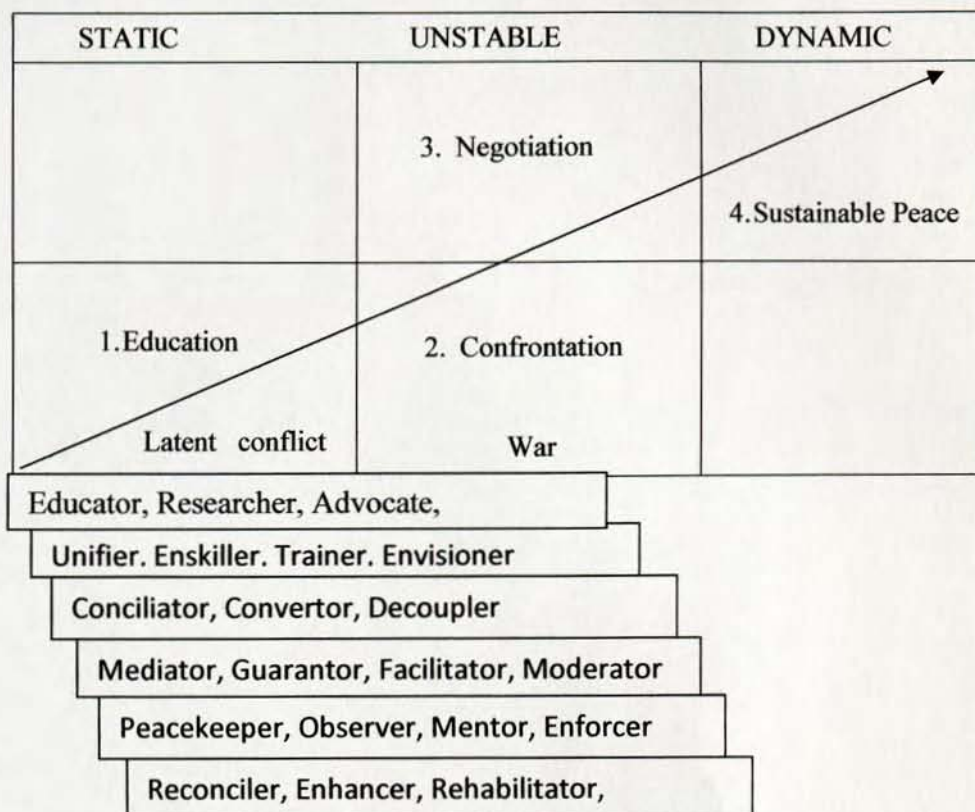 STATIC UNSTABLE DYNAMIC
3. Negotiation
4.Sustainable Peace
1.Education
2. Confrontation
Latent conflict
War
Educator, Researcher, Advocate,
Unifier. Enskiller. Trainer. Envisioner
Conciliator, Convertor, Decoupler
Mediator, Guarantor, Facilitator, Moderator
Peacekeeper, Observer, Mentor, Enforcer
Reconciler, Enhancer, Rehabilitator,